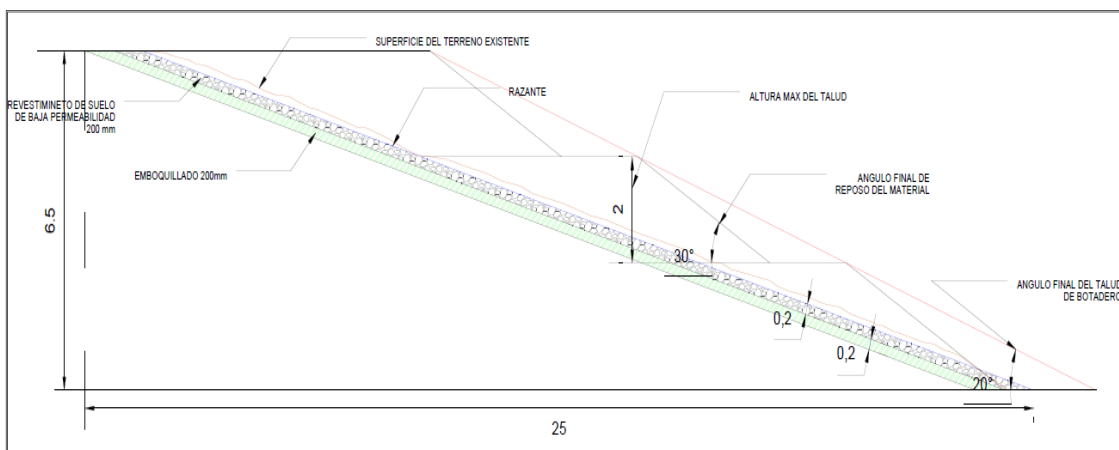 SUPERFICIE DEL TERRENO EXISTENTE
REVESTIMINETO DE SUELO
DE BAJA PERMEABILIDAD
200 mm
RAZANTE
ALTURA MAX DEL TALUD
EMBOQUILLADO 200mm
ANGULO FINAL DE
REPOSO DEL MATERIAL
6.5
2
30°
ANGULO FINAL DEL TALUD
DE BOTADERO
0,2
0,2
20°
25